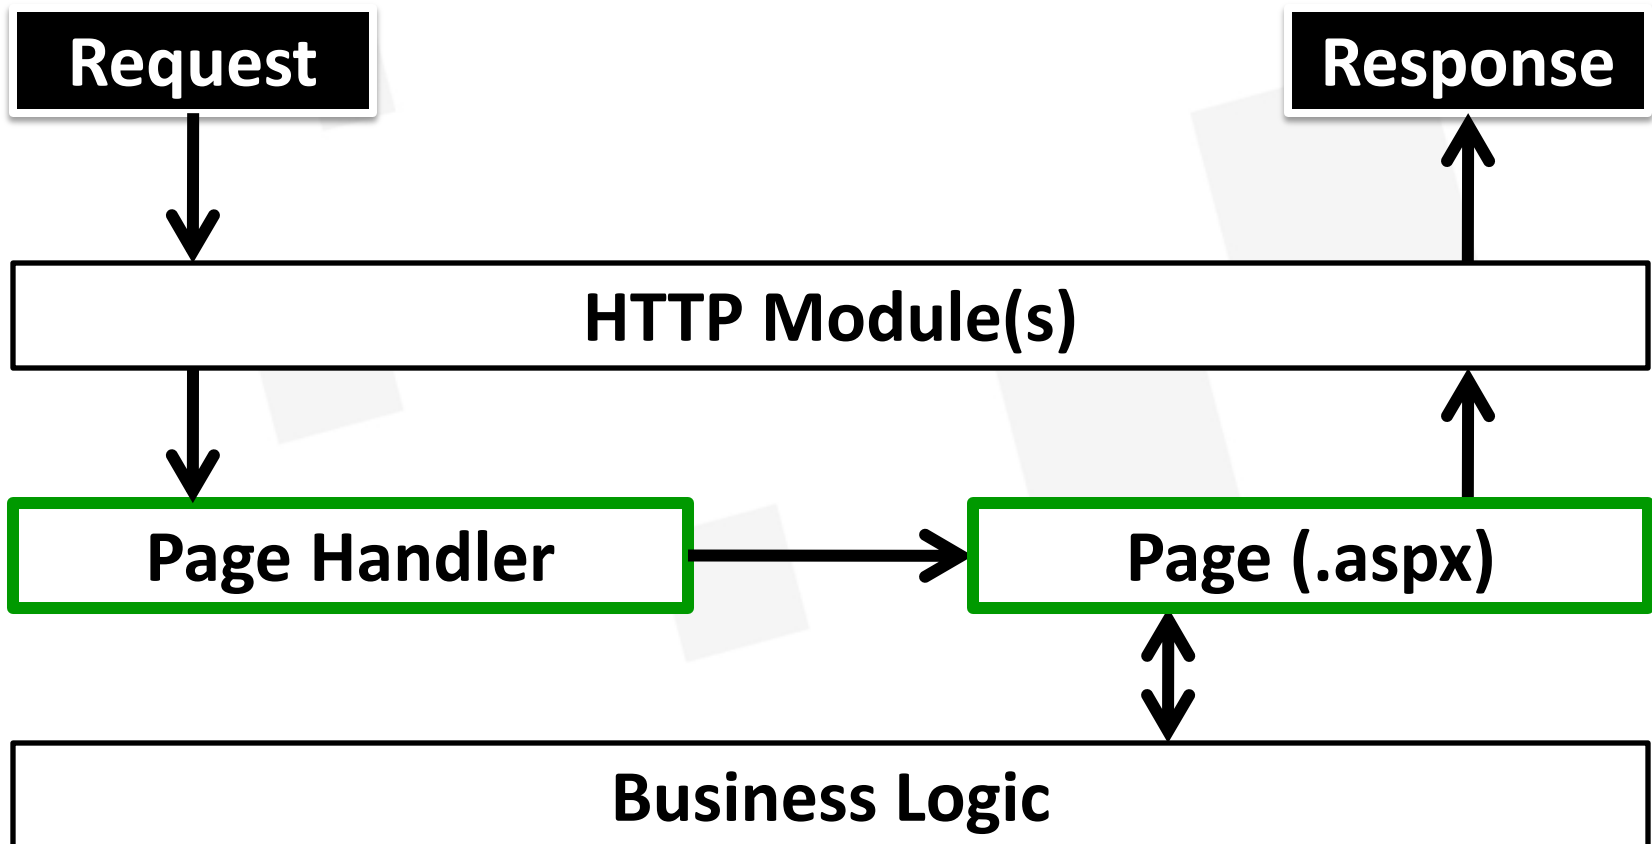 Request
Response
HTTP Module(s)
Page Handler
Page (.aspx)
Business Logic